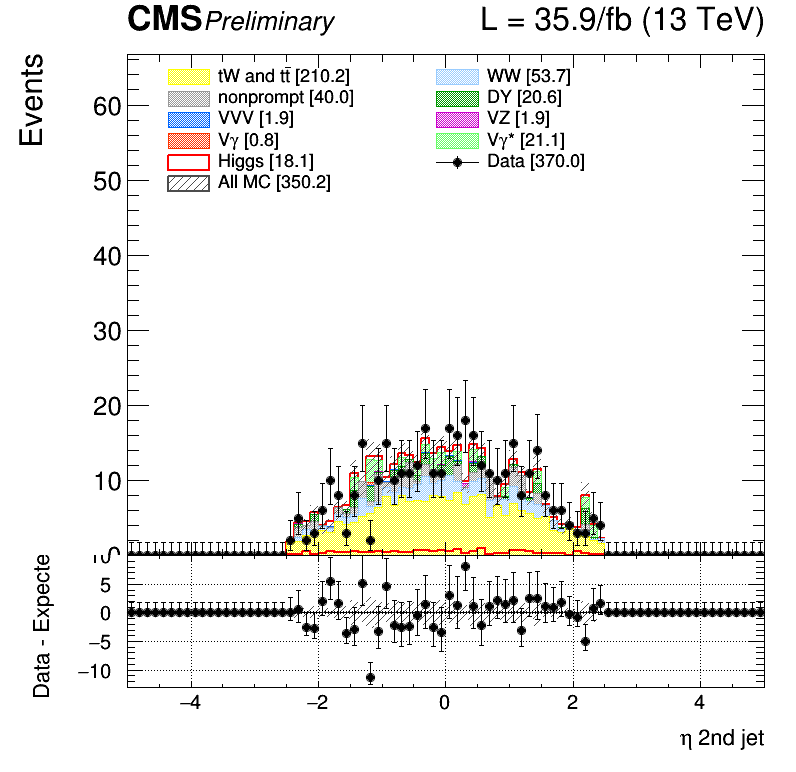 CMS Preliminary L = 35.9/fb (13 TeV)
Events
tW and tt̄ [210.2] WW [53.7]
nonprompt [40.0] DY [20.6]
VVV [1.9] VZ [1.9]
Vγ [0.8] Vγ* [21.1]
Higgs [18.1] Data [370.0]
All MC [350.2]
60
50
40
30
20
10
0
10
5
0
−5
−10
Data - Expecte
−4 −2 0 2 4
η 2nd jet